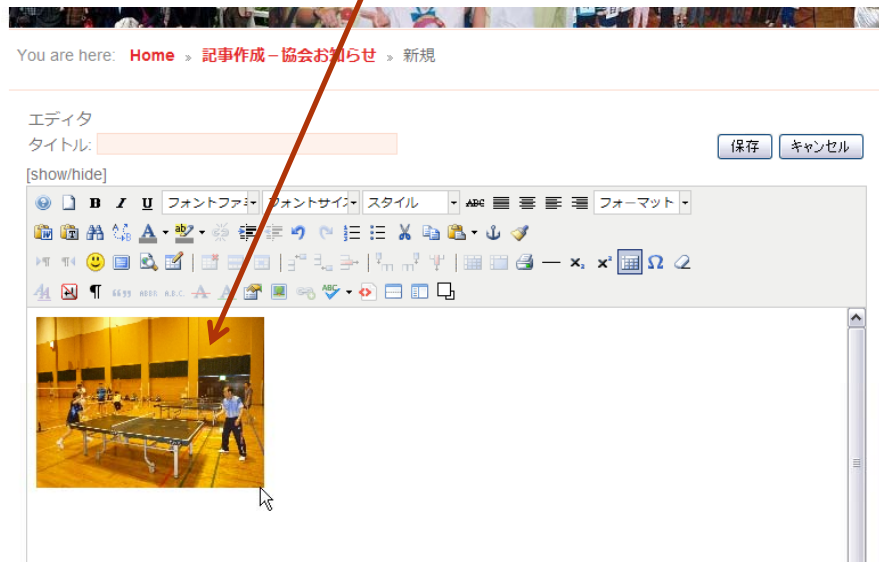 You are here: Home » 記事作成－協会お知らせ » 新規
エディタ
タイトル:
保存 キャンセル
[show/hide]
B I U フォントファミ フォントサイズ スタイル ABC フォーマット